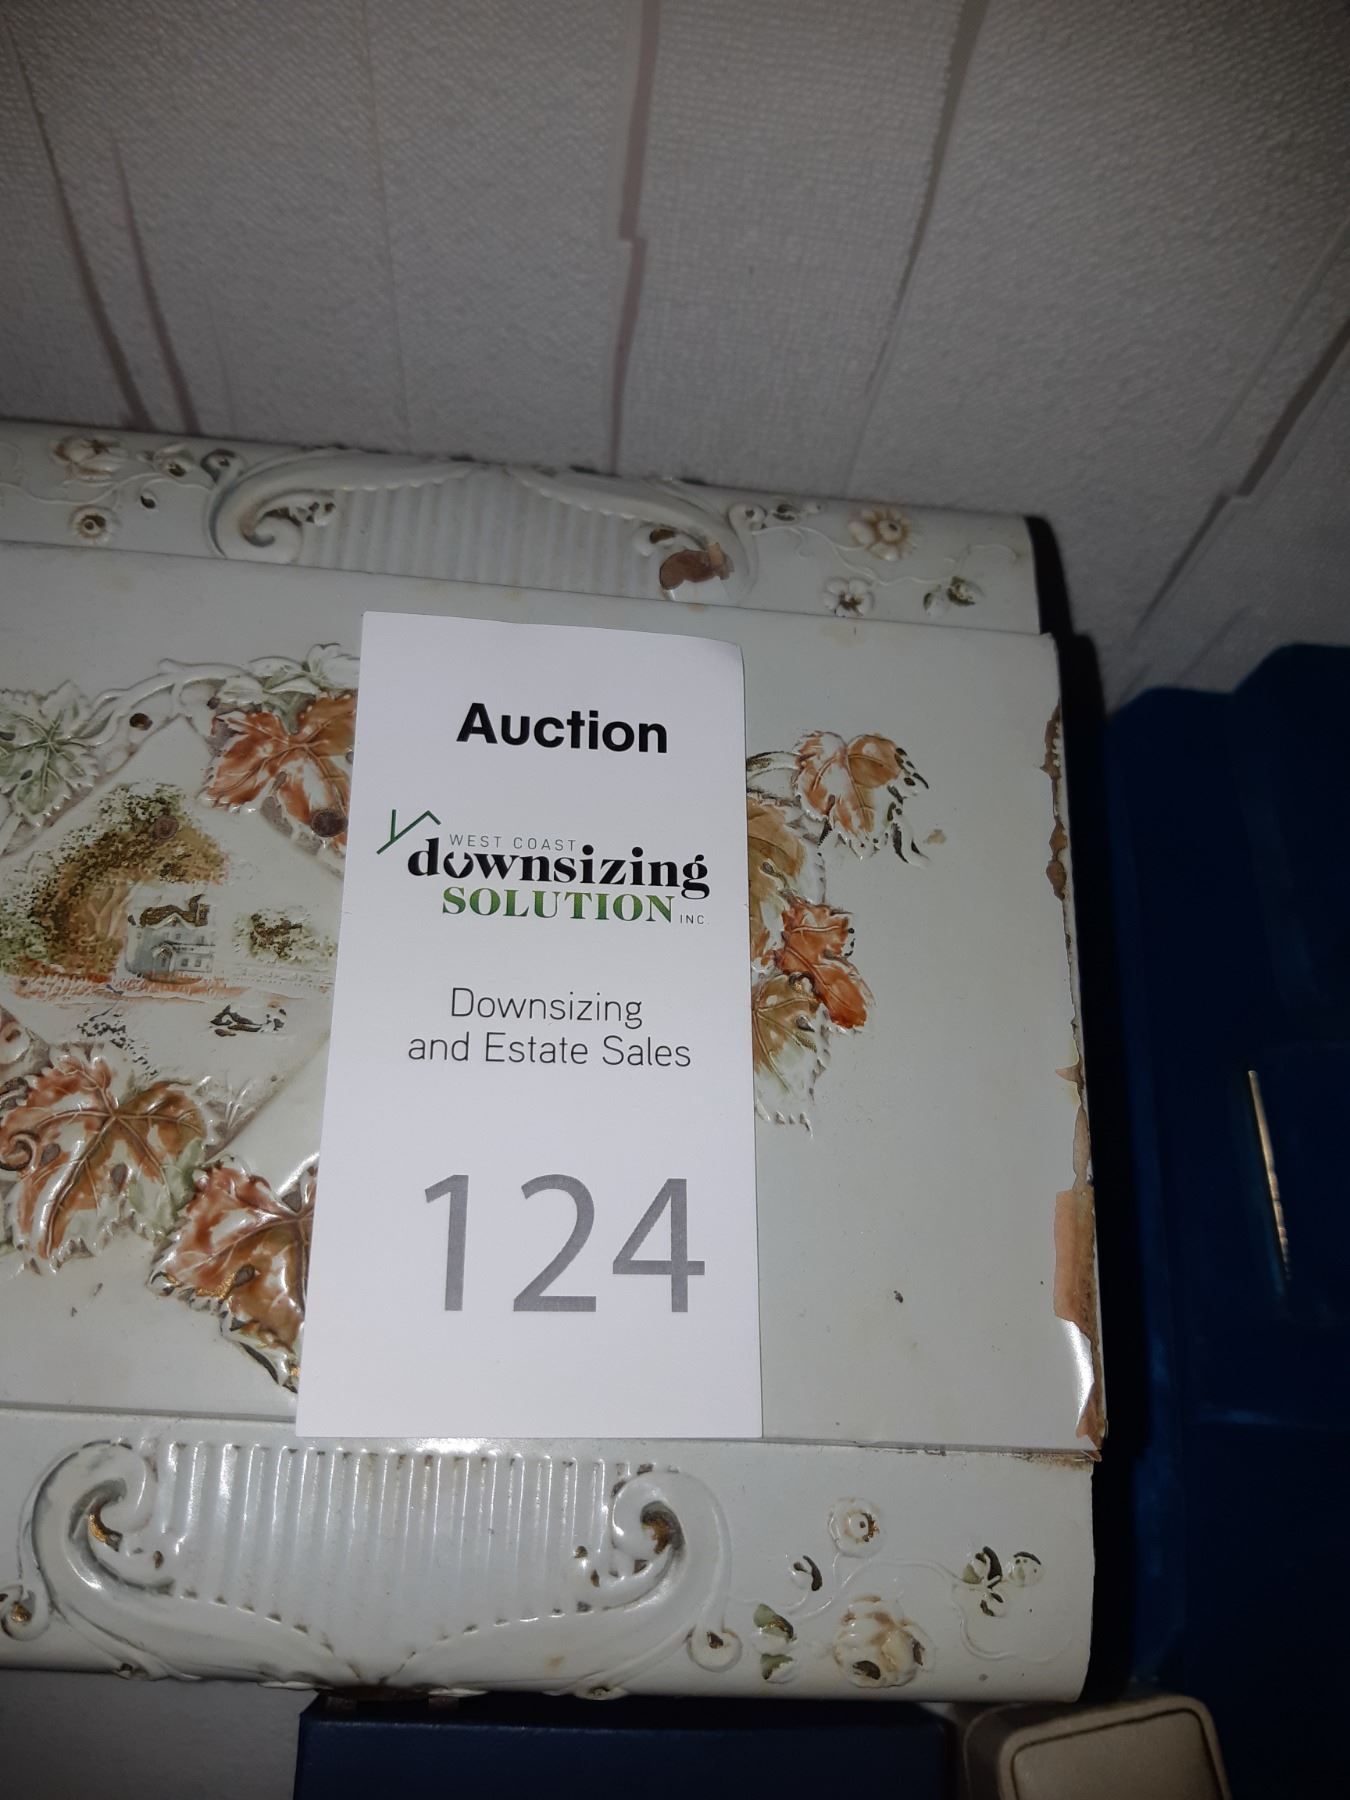 Auction
WEST COAST
downsizing
SOLUTION INC.
Downsizing
and Estate Sales
124